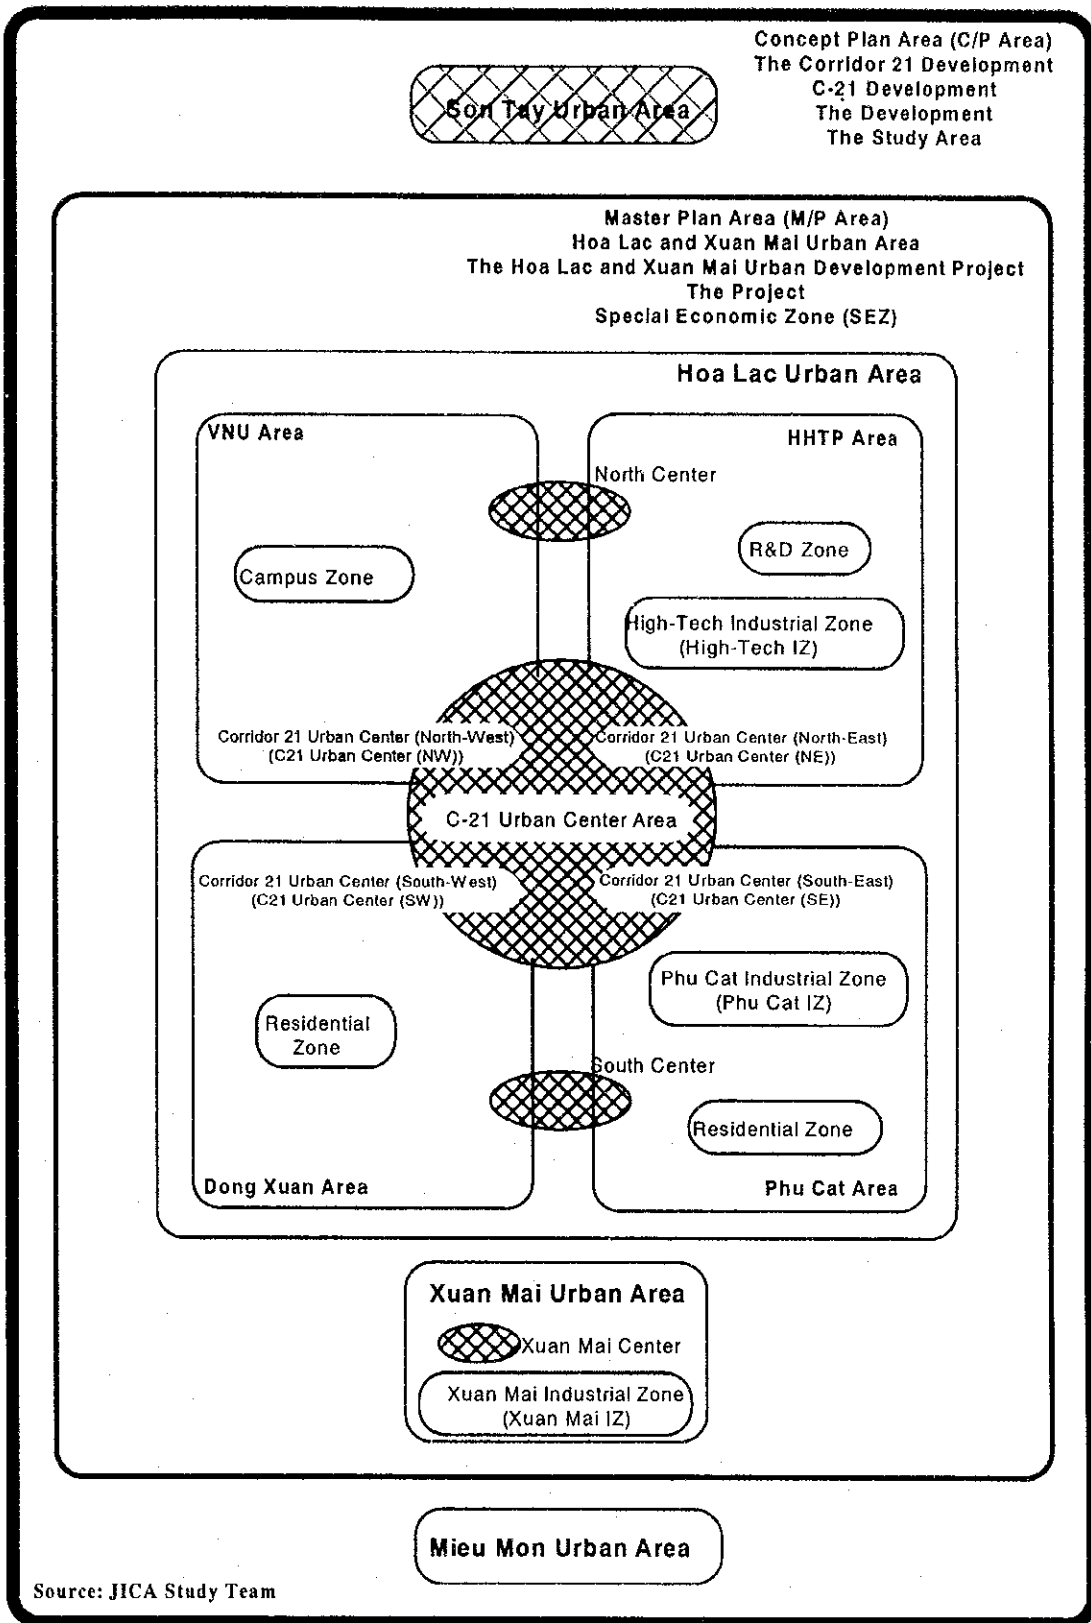 Concept Plan Area (C/P Area)
The Corridor 21 Development
C-21 Development
The Development
The Study Area
Son Tay Urban Area
Master Plan Area (M/P Area)
Hoa Lac and Xuan Mai Urban Area
The Hoa Lac and Xuan Mai Urban Development Project
The Project
Special Economic Zone (SEZ)
Hoa Lac Urban Area
VNU Area
HHTP Area
North Center
R&D Zone
Campus Zone
High-Tech Industrial Zone
(High-Tech IZ)
Corridor 21 Urban Center (North-West)
(C21 Urban Center (NW))
Corridor 21 Urban Center (North-East)
(C21 Urban Center (NE))
C-21 Urban Center Area
Corridor 21 Urban Center (South-West)
(C21 Urban Center (SW))
Corridor 21 Urban Center (South-East)
(C21 Urban Center (SE))
Phu Cat Industrial Zone
(Phu Cat IZ)
Residential
Zone
South Center
Residential Zone
Dong Xuan Area
Phu Cat Area
Xuan Mai Urban Area
Xuan Mai Center
Xuan Mai Industrial Zone
(Xuan Mai IZ)
Mieu Mon Urban Area
Source: JICA Study Team